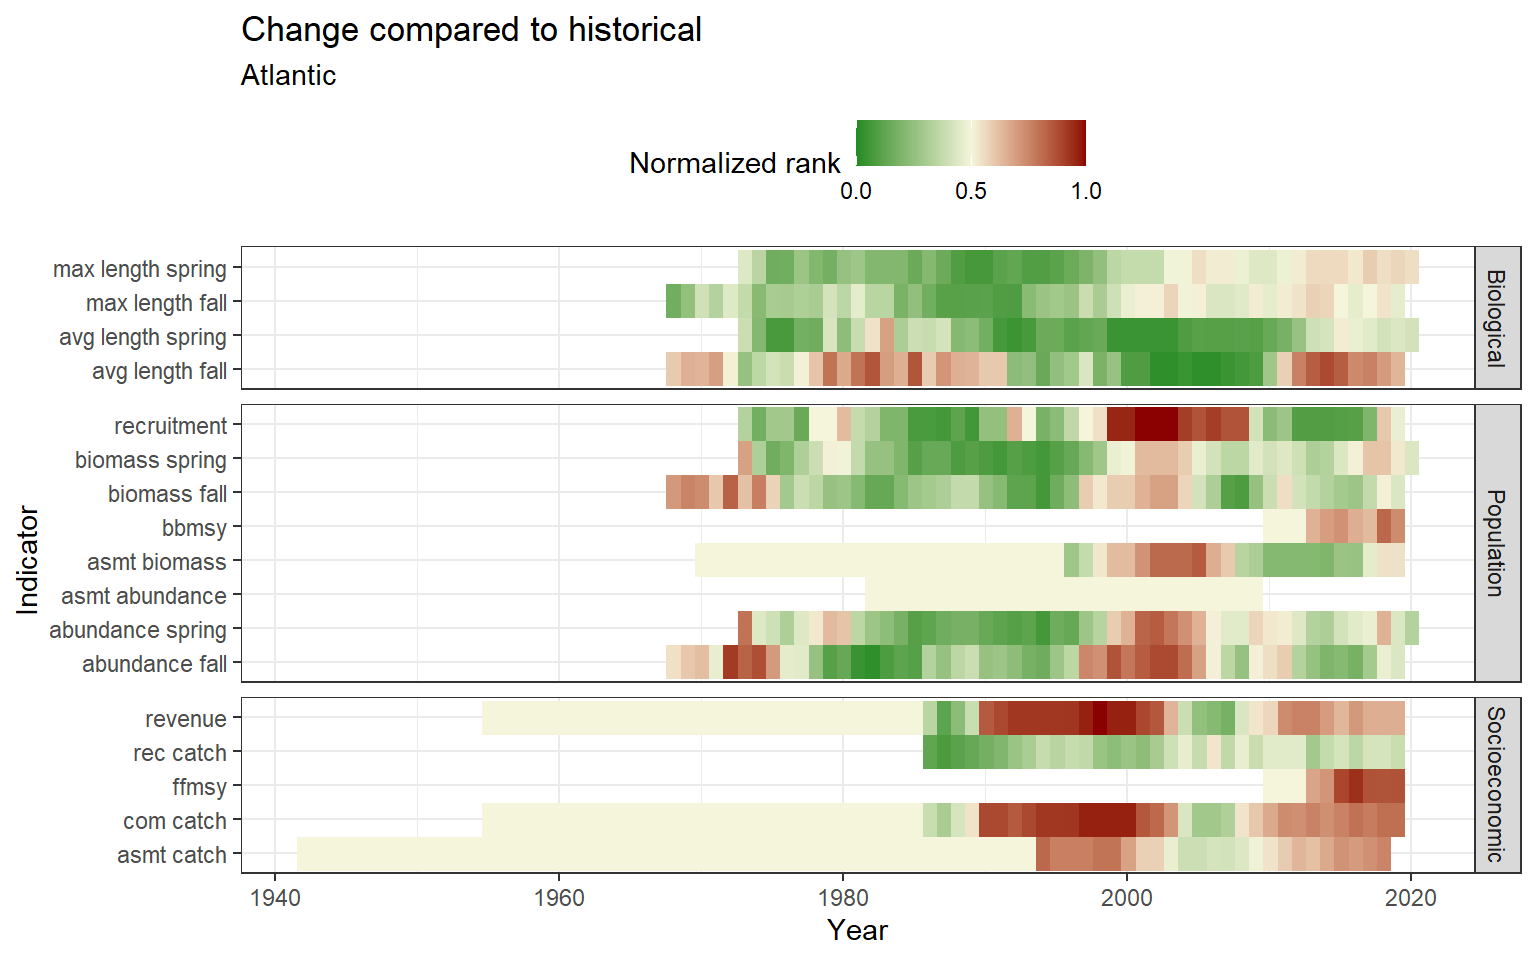 Change compared to historical
Atlantic
Normalized rank
0.0 0.5 1.0
max length spring
max length fall
avg length spring
avg length fall
Biological
recruitment
biomass spring
biomass fall
bbmsy
asmt biomass
asmt abundance
abundance spring
abundance fall
Population
revenue
rec catch
ffmsy
com catch
asmt catch
Socioeconomic
Indicator
1940 1960 1980 2000 2020
Year